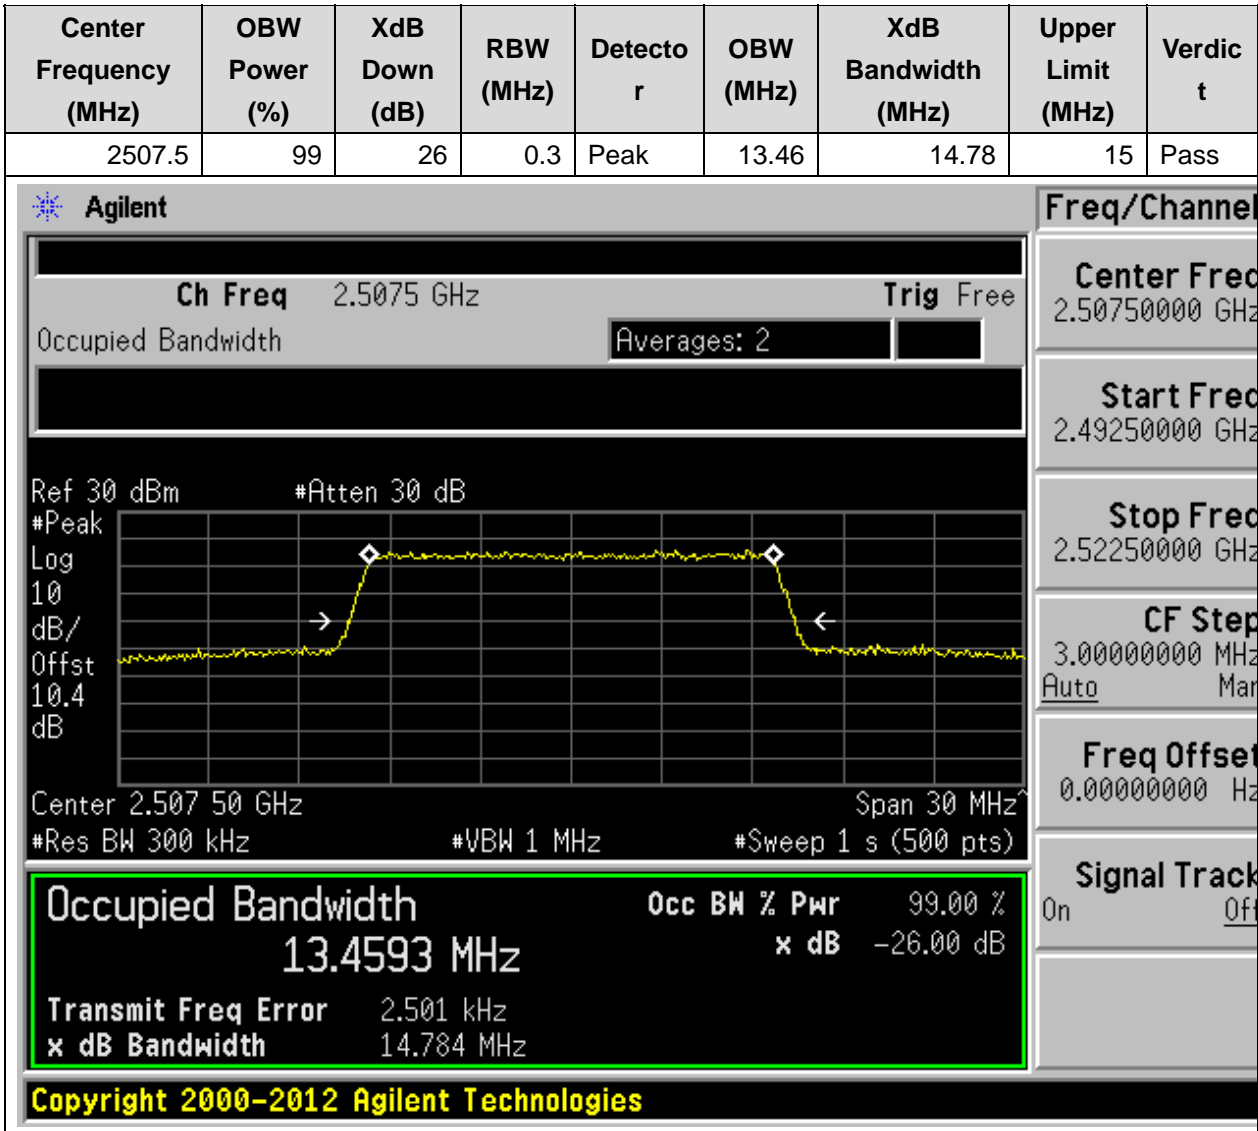 Center Frequency (MHz) OBW Power (%) XdB Down (dB) RBW (MHz) Detector OBW (MHz) XdB Bandwidth (MHz) Upper Limit (MHz) Verdict
2507.5 99 26 0.3 Peak 13.46 14.78 15 Pass
Agilent
Freq/Channel
Ch Freq 2.5075 GHz Trig Free
Occupied Bandwidth Averages: 2
Center Freq
2.50750000 GHz
Start Freq
2.49250000 GHz
Stop Freq
2.52250000 GHz
CF Step
3.00000000 MHz
Auto Man
Freq Offset
0.00000000 Hz
Signal Track
On Off
Ref 30 dBm #Atten 30 dB
#Peak
Log
10
dB/
Offst
10.4
dB
Center 2.507 50 GHz Span 30 MHz^
#Res BW 300 kHz #VBW 1 MHz #Sweep 1 s (500 pts)
Occupied Bandwidth Occ BW % Pwr 99.00 %
13.4593 MHz x dB -26.00 dB
Transmit Freq Error 2.501 kHz
x dB Bandwidth 14.784 MHz
Copyright 2000-2012 Agilent Technologies